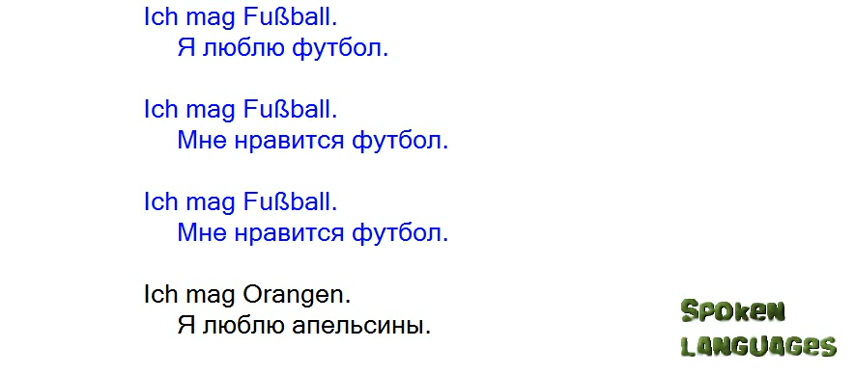 Ich mag Fußball.
Я люблю футбол.
Ich mag Fußball.
Мне нравится футбол.
Ich mag Fußball.
Мне нравится футбол.
Ich mag Orangen.
Я люблю апельсины.
Spoken
Languages